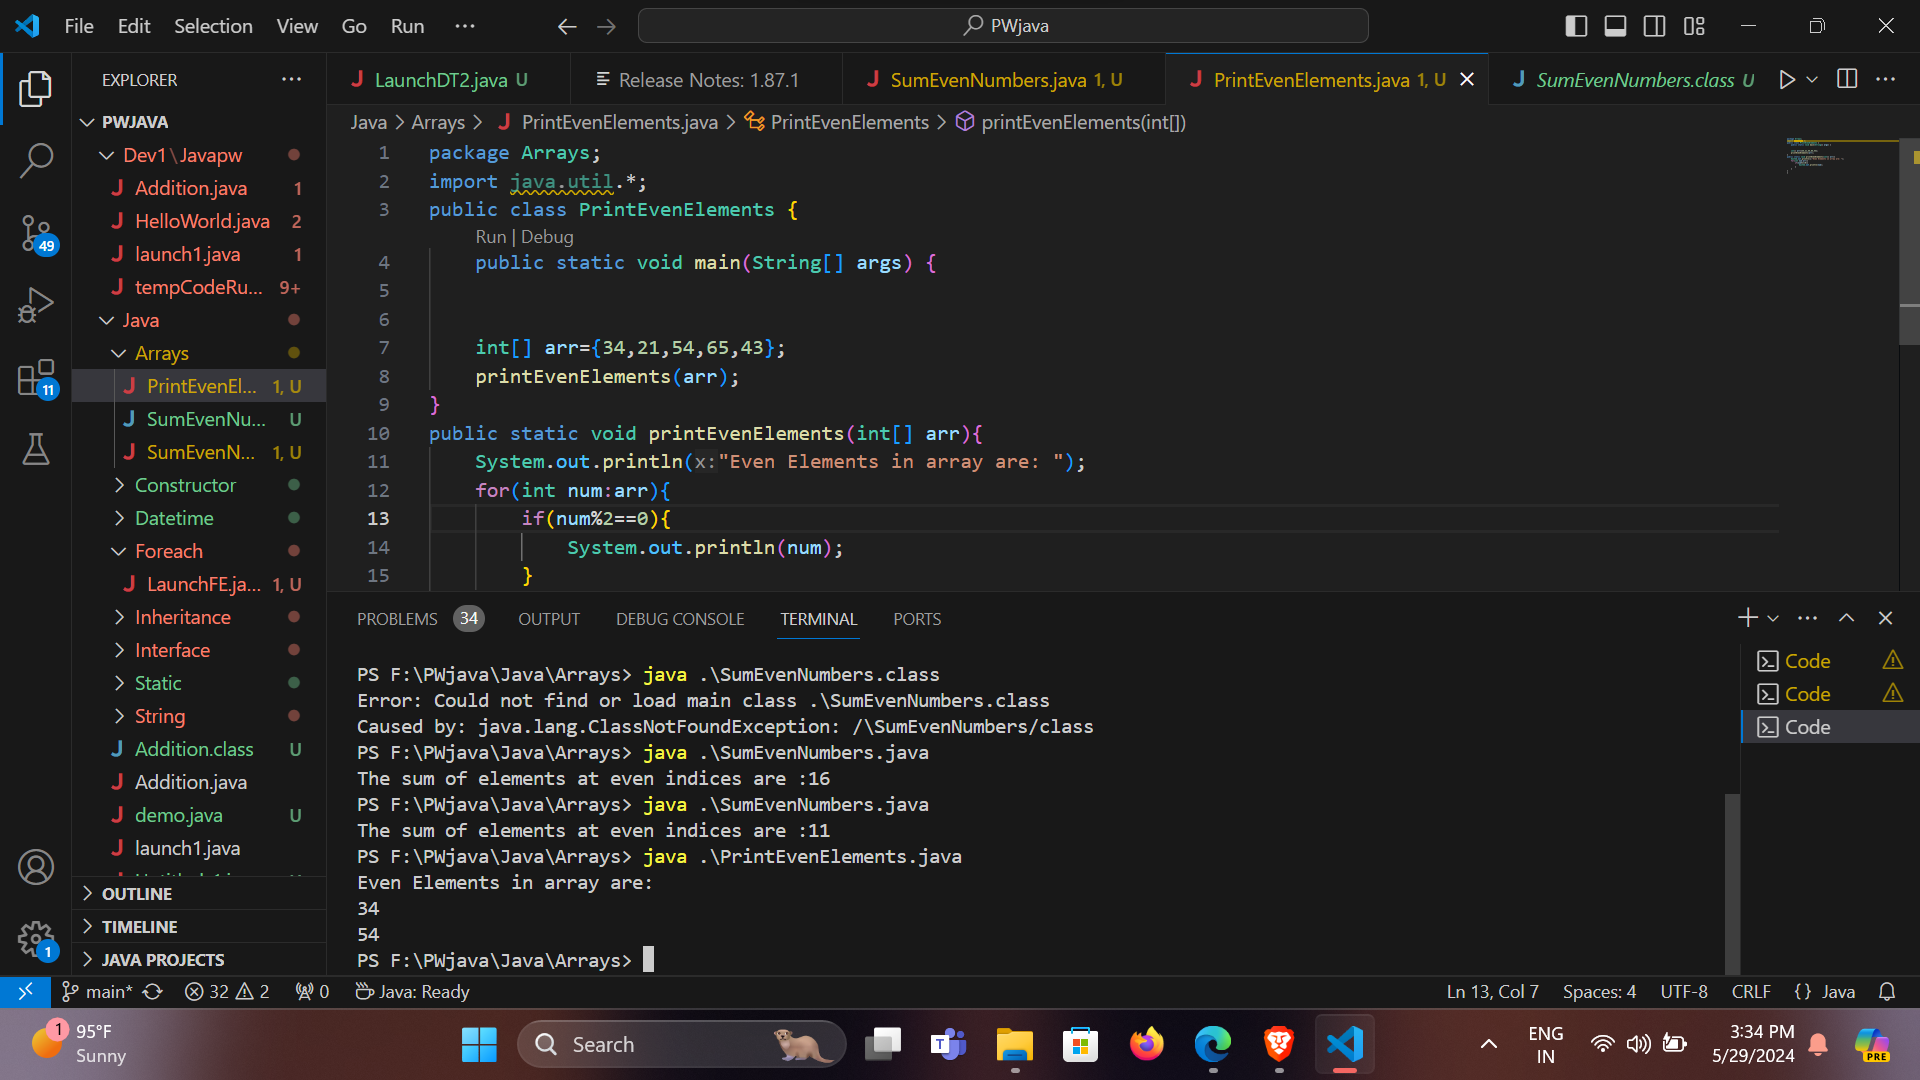 File Edit Selection View Go Run ··· PWjava
EXPLORER ···
PWJAVA
Dev1\Javapw
Addition.java 1
HelloWorld.java 2
launch1.java 1
tempCodeRu... 9+
Java
Arrays
PrintEvenEl... 1, U
SumEvenNu... U
SumEvenN... 1, U
Constructor
Datetime
Foreach
LaunchFE.ja... 1, U
Inheritance
Interface
Static
String
Addition.class U
Addition.java
demo.java U
launch1.java
OUTLINE
TIMELINE
JAVA PROJECTS
49
11
1
LaunchDT2.java U
Release Notes: 1.87.1
SumEvenNumbers.java 1, U
PrintEvenElements.java 1, U
SumEvenNumbers.class U
Java > Arrays > PrintEvenElements.java > PrintEvenElements > printEvenElements(int[])
1 package Arrays;
2 import java.util.*;
3 public class PrintEvenElements {
Run | Debug
4 public static void main(String[] args) {
5
6
7 int[] arr={34,21,54,65,43};
8 printEvenElements(arr);
9 }
10 public static void printEvenElements(int[] arr){
11 System.out.println(x:"Even Elements in array are: ");
12 for(int num:arr){
13 if(num%2==0){
14 System.out.println(num);
15 }
PROBLEMS 34 OUTPUT DEBUG CONSOLE TERMINAL PORTS
PS F:\PWjava\Java\Arrays> java .\SumEvenNumbers.class
Error: Could not find or load main class .\SumEvenNumbers.class
Caused by: java.lang.ClassNotFoundException: /\SumEvenNumbers/class
PS F:\PWjava\Java\Arrays> java .\SumEvenNumbers.java
The sum of elements at even indices are :16
PS F:\PWjava\Java\Arrays> java .\SumEvenNumbers.java
The sum of elements at even indices are :11
PS F:\PWjava\Java\Arrays> java .\PrintEvenElements.java
Even Elements in array are:
34
54
PS F:\PWjava\Java\Arrays>
Code
Code
Code
main* 32 2 0 Java: Ready Ln 13, Col 7 Spaces: 4 UTF-8 CRLF {} Java
1
95°F
Sunny
Search
ENG
IN
3:34 PM
5/29/2024
PRE